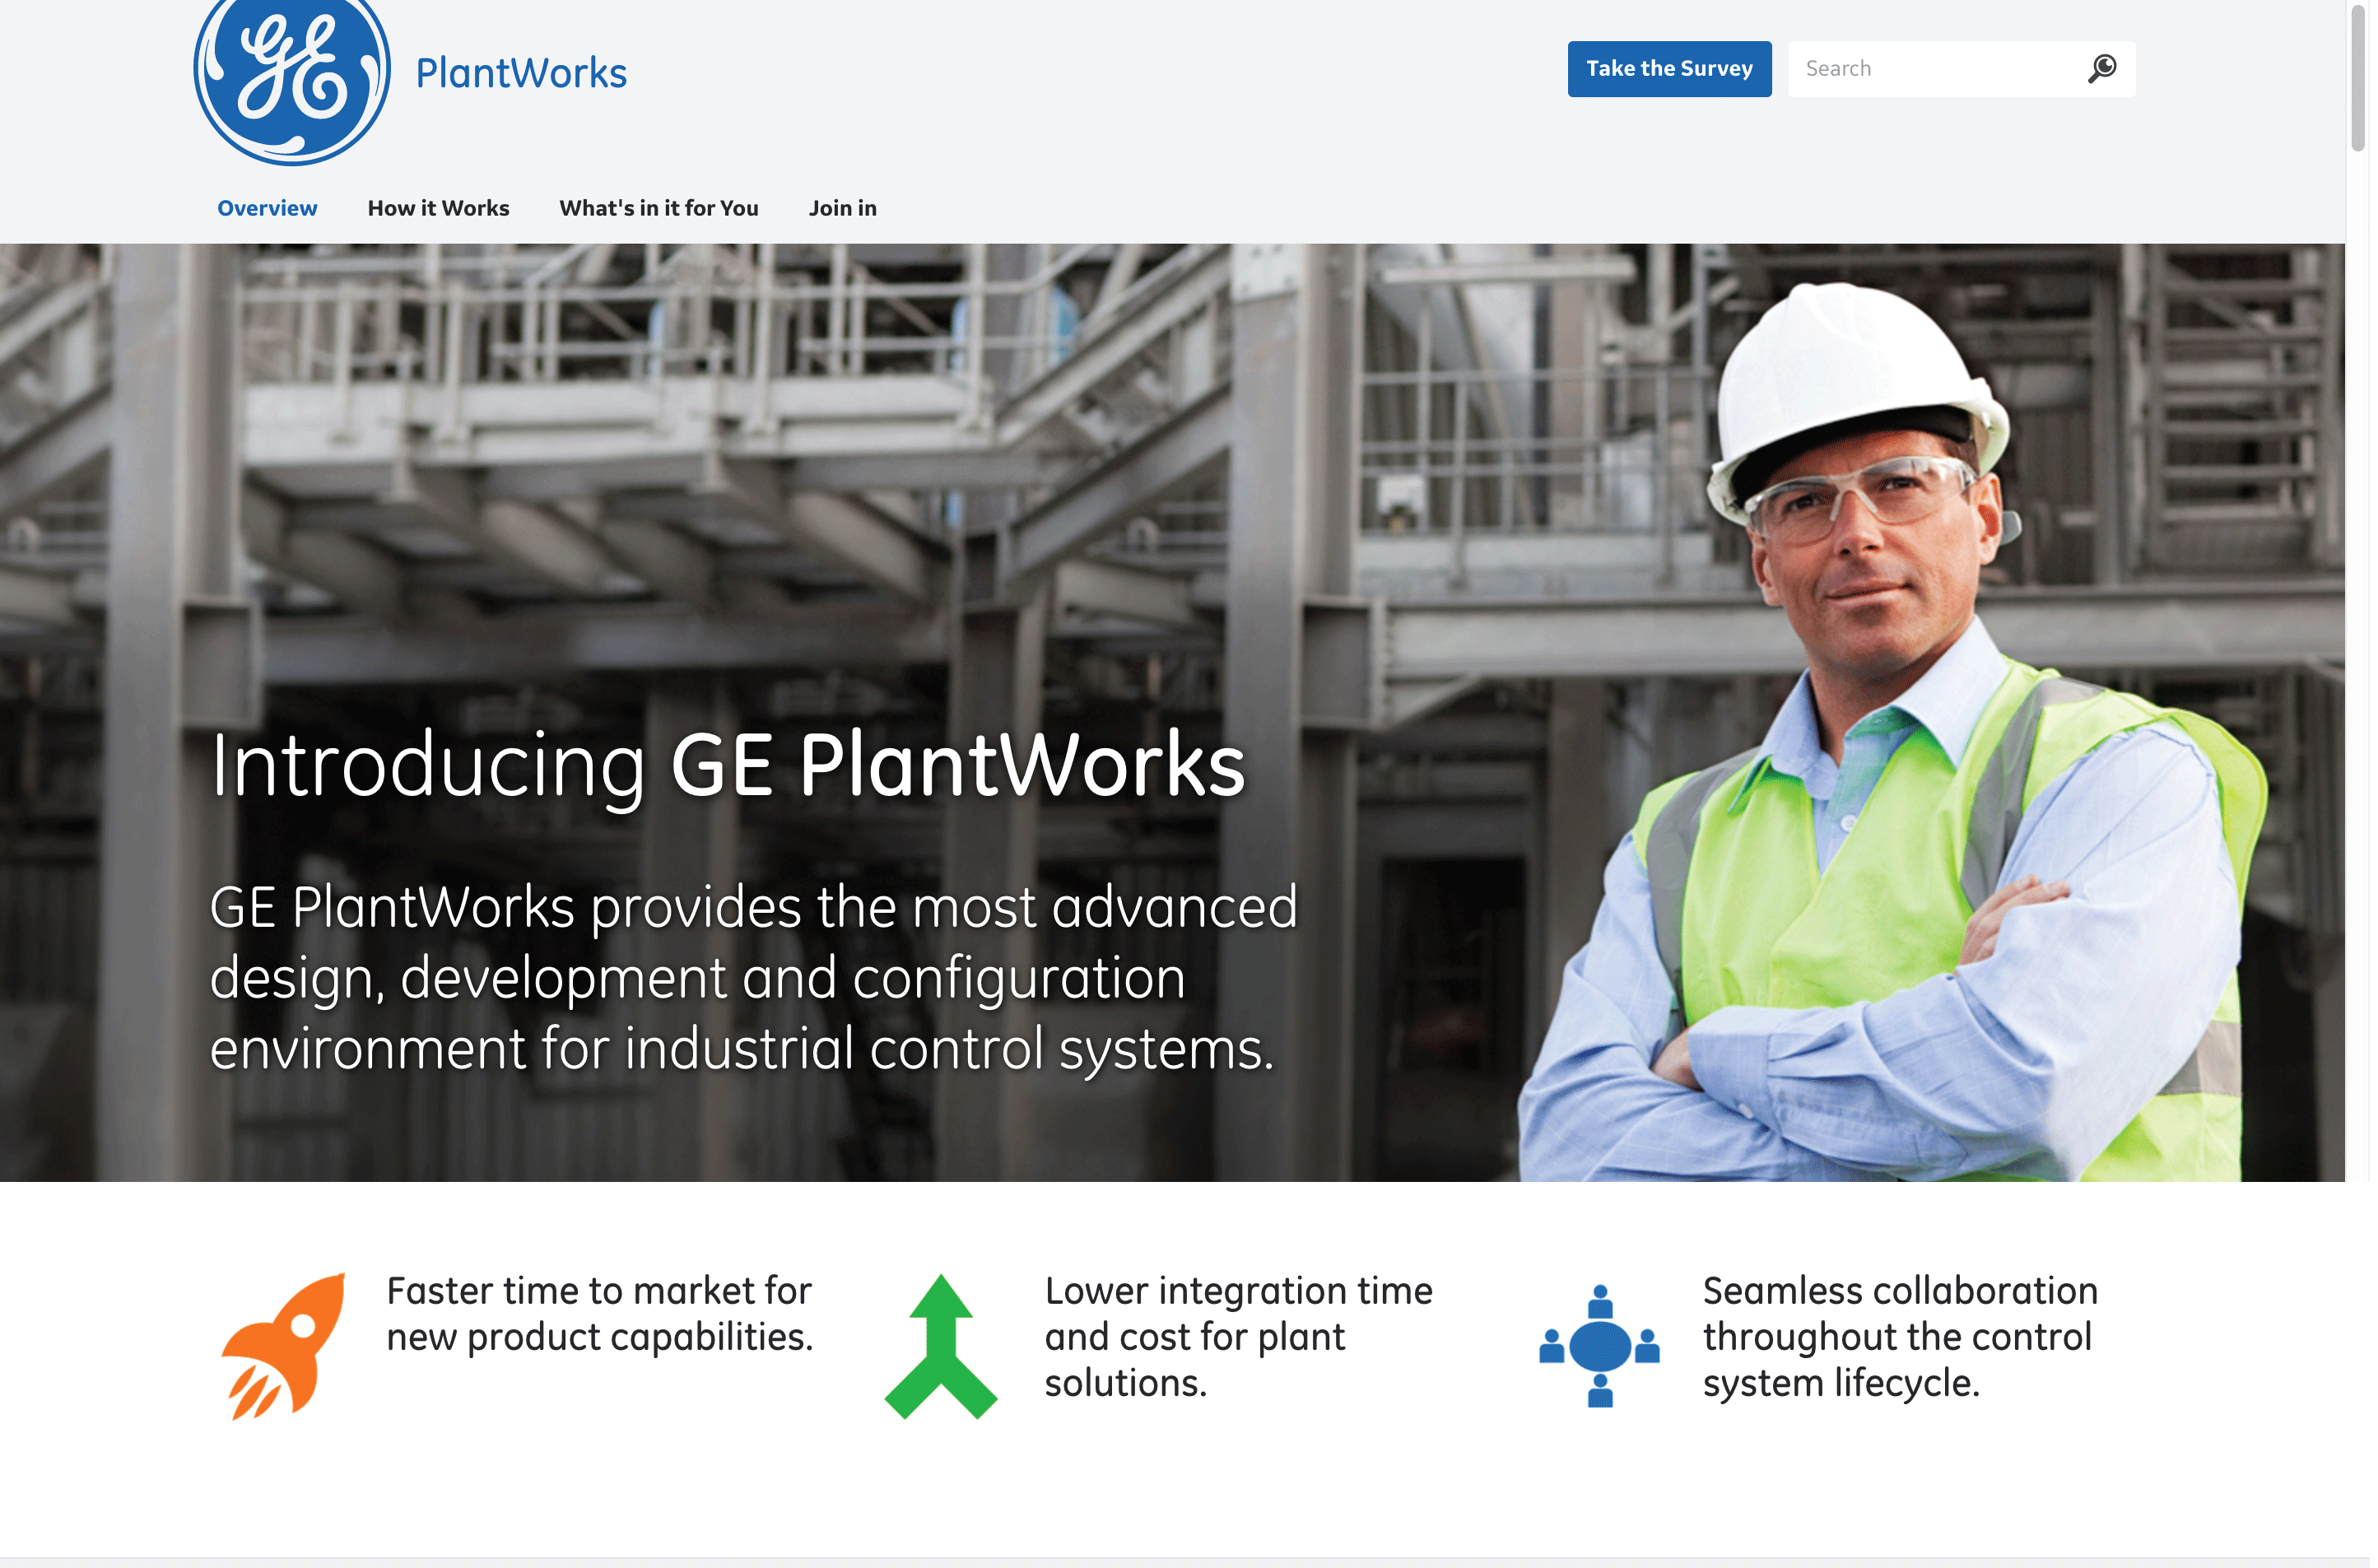 GE
PlantWorks
Take the Survey
Search
Overview
How it Works
What's in it for You
Join in
Introducing GE PlantWorks
GE PlantWorks provides the most advanced
design, development and configuration
environment for industrial control systems.
Faster time to market for
new product capabilities.
Lower integration time
and cost for plant
solutions.
Seamless collaboration
throughout the control
system lifecycle.